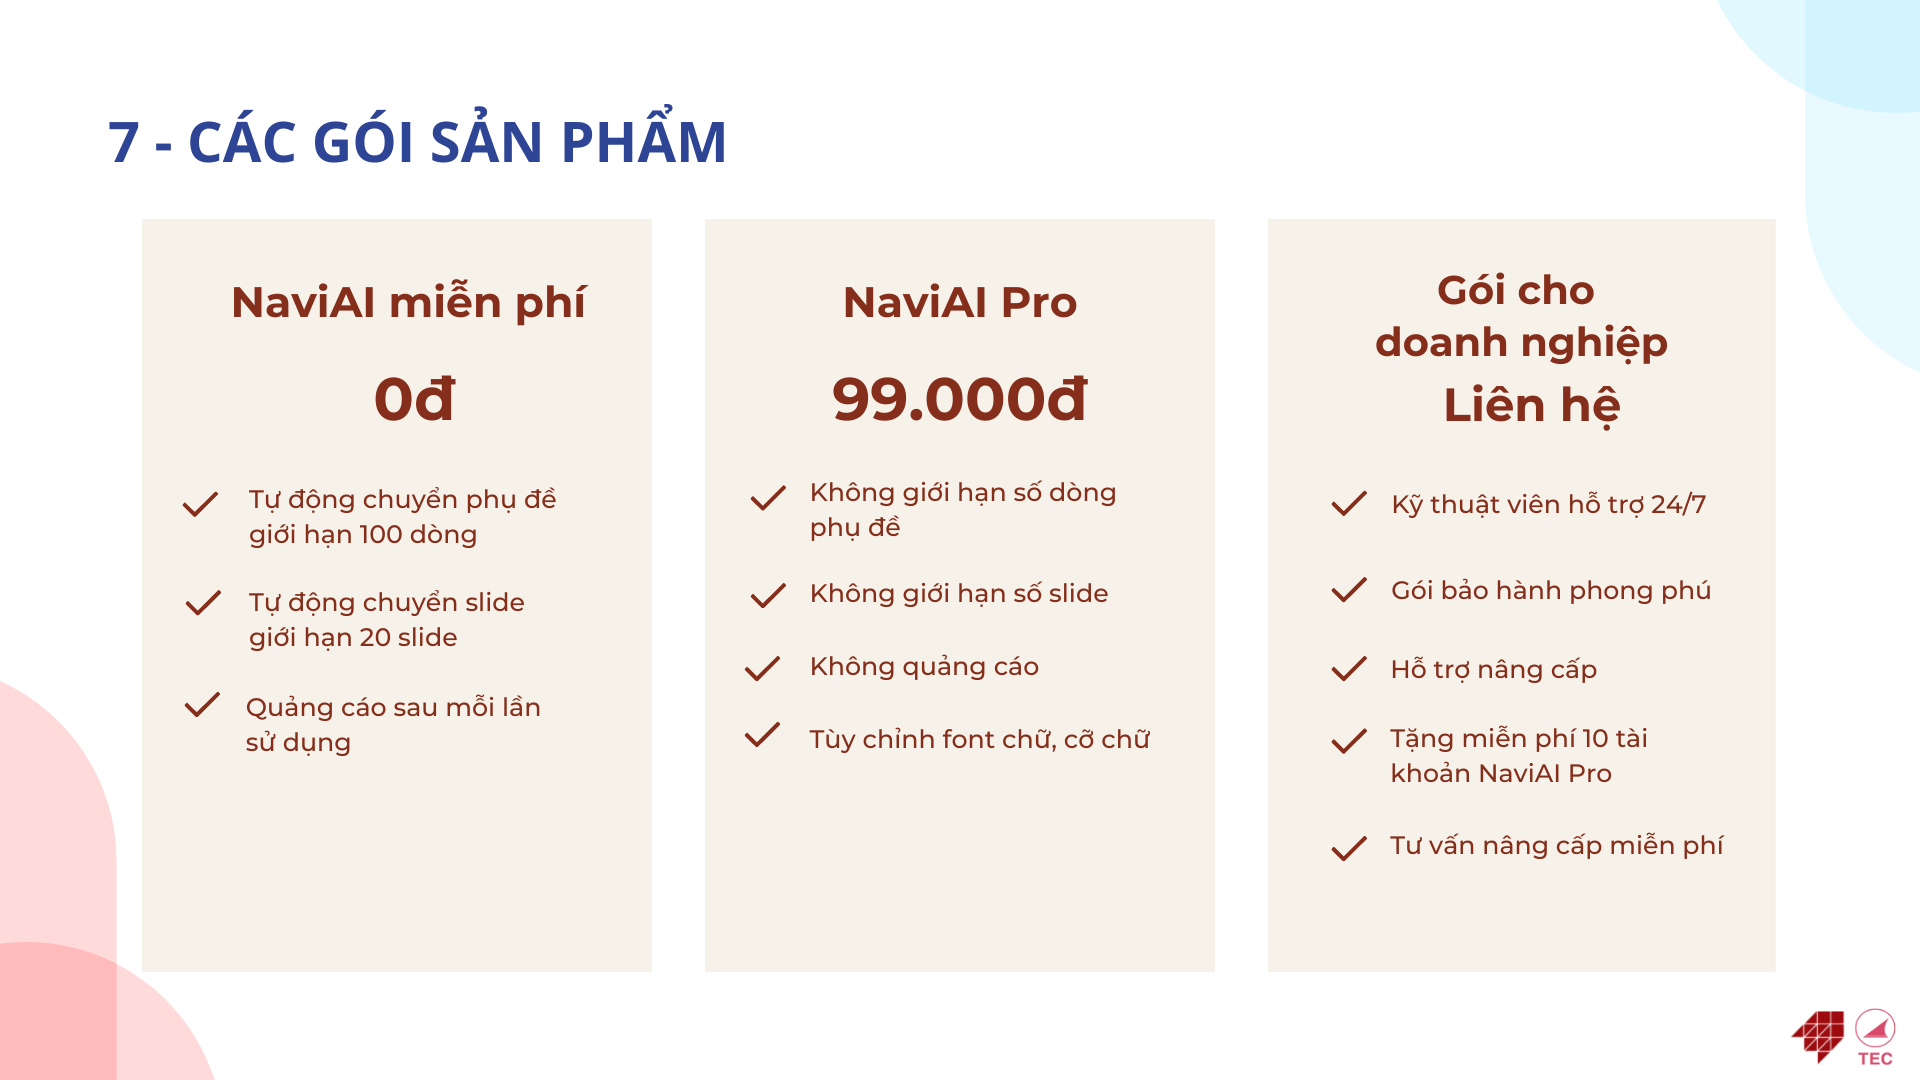 7 - CÁC GÓI SẢN PHẨM
NaviAI miễn phí
0đ
Tự động chuyển phụ đề
giới hạn 100 dòng
Tự động chuyển slide
giới hạn 20 slide
Quảng cáo sau mỗi lần
sử dụng
NaviAI Pro
99.000đ
Không giới hạn số dòng
phụ đề
Không giới hạn số slide
Không quảng cáo
Tùy chỉnh font chữ, cỡ chữ
Gói cho
doanh nghiệp
Liên hệ
Kỹ thuật viên hỗ trợ 24/7
Gói bảo hành phong phú
Hỗ trợ nâng cấp
Tặng miễn phí 10 tài
khoản NaviAI Pro
Tư vấn nâng cấp miễn phí
TEC